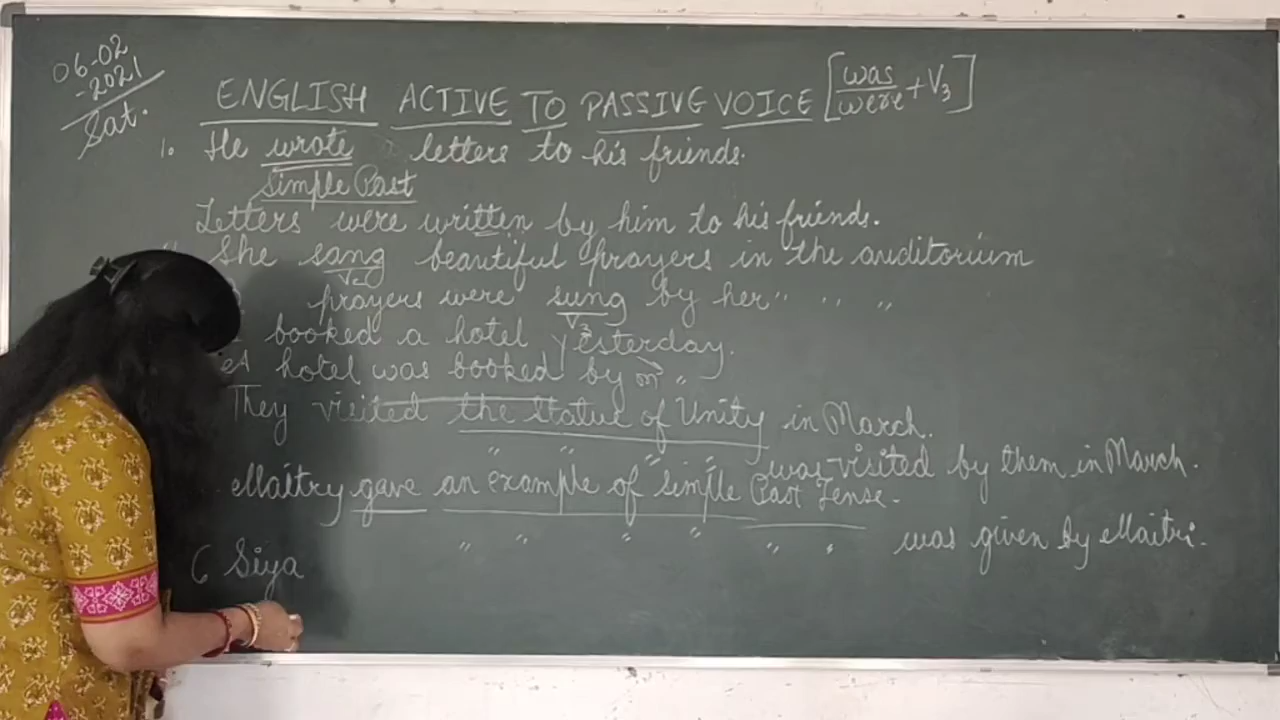 06-02
-2021
Sat.
ENGLISH ACTIVE TO PASSIVE VOICE [was/were + V3]
1. He wrote letters to his friends.
Simple Past
Letters were written by him to his friends.
She sang beautiful prayers in the auditorium
V2
prayers were sung by her " " "
V3
booked a hotel yesterday.
A hotel was booked by m "
They visited the Statue of Unity in March.
" " " " was visited by them in March.
Maitry gave an example of Simple Past Tense.
" " " " " " was given by Maitri.
6 Siya